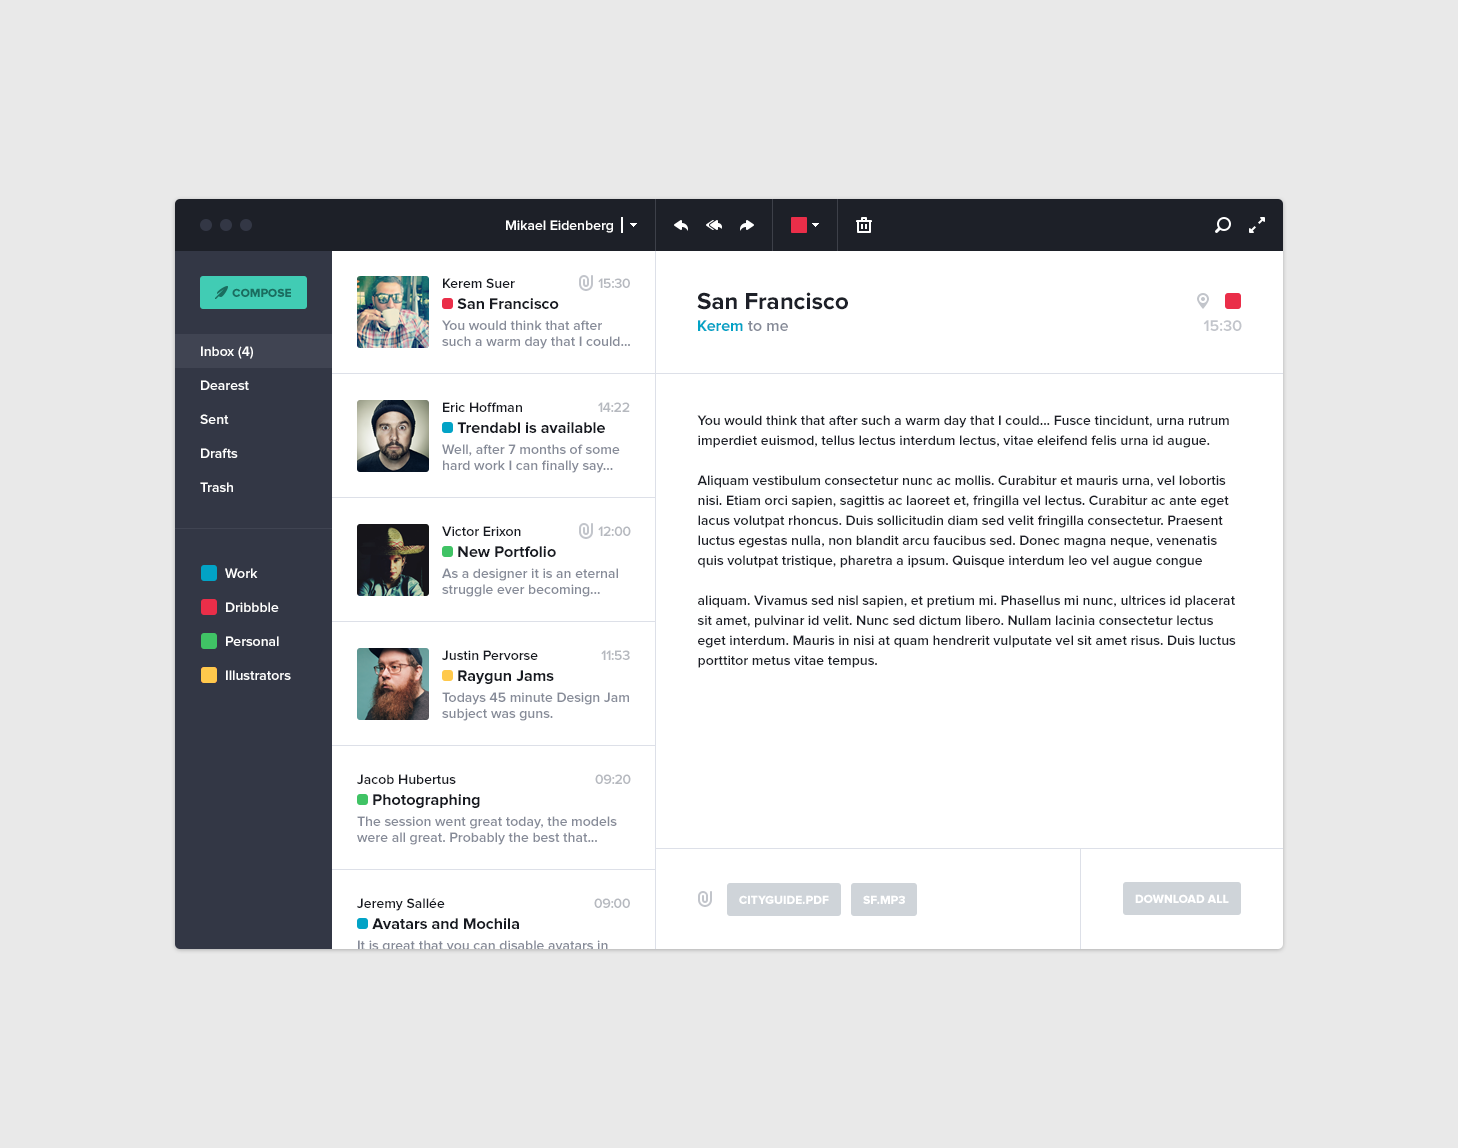 Mikael Eidenberg
COMPOSE
Inbox (4)
Dearest
Sent
Drafts
Trash
Work
Dribbble
Personal
Illustrators
Kerem Suer 15:30
San Francisco
You would think that after
such a warm day that I could...
Eric Hoffman 14:22
Trendabl is available
Well, after 7 months of some
hard work I can finally say...
Victor Erixon 12:00
New Portfolio
As a designer it is an eternal
struggle ever becoming...
Justin Pervorse 11:53
Raygun Jams
Todays 45 minute Design Jam
subject was guns.
Jacob Hubertus 09:20
Photographing
The session went great today, the models
were all great. Probably the best that...
Jeremy Sallée 09:00
Avatars and Mochila
It is great that you can disable avatars in
San Francisco
Kerem to me 15:30
You would think that after such a warm day that I could... Fusce tincidunt, urna rutrum
imperdiet euismod, tellus lectus interdum lectus, vitae eleifend felis urna id augue.
Aliquam vestibulum consectetur nunc ac mollis. Curabitur et mauris urna, vel lobortis
nisi. Etiam orci sapien, sagittis ac laoreet et, fringilla vel lectus. Curabitur ac ante eget
lacus volutpat rhoncus. Duis sollicitudin diam sed velit fringilla consectetur. Praesent
luctus egestas nulla, non blandit arcu faucibus sed. Donec magna neque, venenatis
quis volutpat tristique, pharetra a ipsum. Quisque interdum leo vel augue congue
aliquam. Vivamus sed nisl sapien, et pretium mi. Phasellus mi nunc, ultrices id placerat
sit amet, pulvinar id velit. Nunc sed dictum libero. Nullam lacinia consectetur lectus
eget interdum. Mauris in nisi at quam hendrerit vulputate vel sit amet risus. Duis luctus
porttitor metus vitae tempus.
CITYGUIDE.PDF SF.MP3 DOWNLOAD ALL